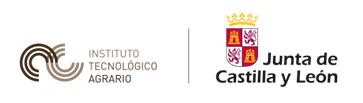 INSTITUTO
TECNOLÓGICO
AGRARIO
Junta de
Castilla y León